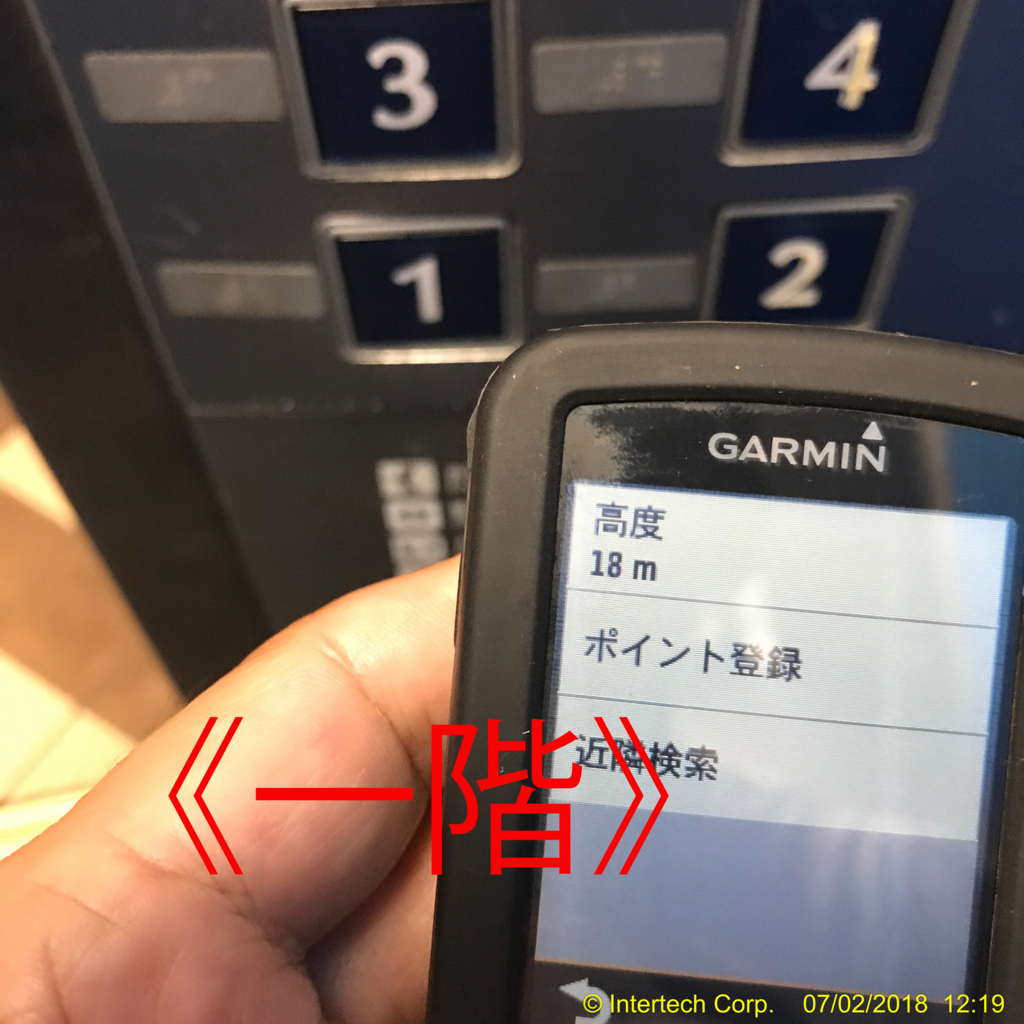 3
4
1
2
GARMIN
高度
18 m
ポイント登録
近隣検索
《一階》
© Intertech Corp. 07/02/2018 12:19